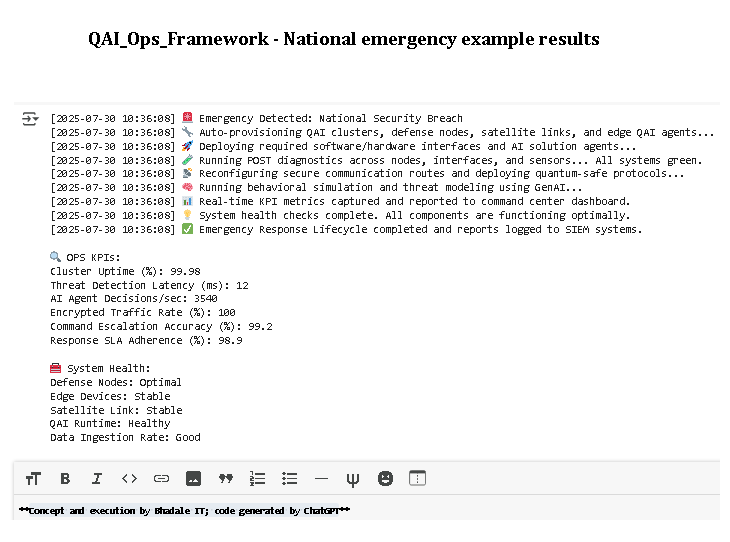 QAI_Ops_Framework - National emergency example results
[2025-07-30 10:36:08] 🚨 Emergency Detected: National Security Breach
[2025-07-30 10:36:08] 🔧 Auto-provisioning QAI clusters, defense nodes, satellite links, and edge QAI agents...
[2025-07-30 10:36:08] 🚀 Deploying required software/hardware interfaces and AI solution agents...
[2025-07-30 10:36:08] 🧪 Running POST diagnostics across nodes, interfaces, and sensors... All systems green.
[2025-07-30 10:36:08] 📡 Reconfiguring secure communication routes and deploying quantum-safe protocols...
[2025-07-30 10:36:08] 🧠 Running behavioral simulation and threat modeling using GenAI...
[2025-07-30 10:36:08] 📊 Real-time KPI metrics captured and reported to command center dashboard.
[2025-07-30 10:36:08] 💡 System health checks complete. All components are functioning optimally.
[2025-07-30 10:36:08] ✅ Emergency Response Lifecycle completed and reports logged to SIEM systems.
🔍 OPS KPIs:
Cluster Uptime (%): 99.98
Threat Detection Latency (ms): 12
AI Agent Decisions/sec: 3540
Encrypted Traffic Rate (%): 100
Command Escalation Accuracy (%): 99.2
Response SLA Adherence (%): 98.9
🧰 System Health:
Defense Nodes: Optimal
Edge Devices: Stable
Satellite Link: Stable
QAI Runtime: Healthy
Data Ingestion Rate: Good
**Concept and execution by Bhadale IT; code generated by ChatGPT**